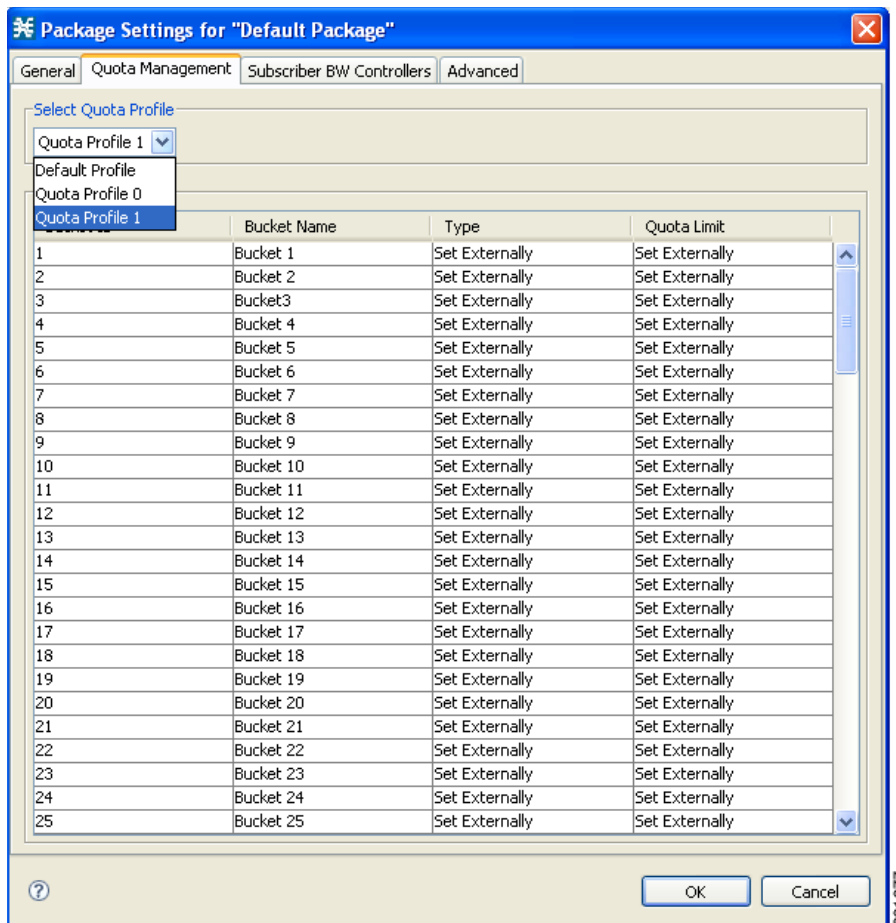 Package Settings for "Default Package"
General Quota Management Subscriber BW Controllers Advanced
Select Quota Profile
Quota Profile 1
Default Profile
Quota Profile 0
Quota Profile 1
Bucket Name Type Quota Limit
1 Bucket 1 Set Externally Set Externally
2 Bucket 2 Set Externally Set Externally
3 Bucket3 Set Externally Set Externally
4 Bucket 4 Set Externally Set Externally
5 Bucket 5 Set Externally Set Externally
6 Bucket 6 Set Externally Set Externally
7 Bucket 7 Set Externally Set Externally
8 Bucket 8 Set Externally Set Externally
9 Bucket 9 Set Externally Set Externally
10 Bucket 10 Set Externally Set Externally
11 Bucket 11 Set Externally Set Externally
12 Bucket 12 Set Externally Set Externally
13 Bucket 13 Set Externally Set Externally
14 Bucket 14 Set Externally Set Externally
15 Bucket 15 Set Externally Set Externally
16 Bucket 16 Set Externally Set Externally
17 Bucket 17 Set Externally Set Externally
18 Bucket 18 Set Externally Set Externally
19 Bucket 19 Set Externally Set Externally
20 Bucket 20 Set Externally Set Externally
21 Bucket 21 Set Externally Set Externally
22 Bucket 22 Set Externally Set Externally
23 Bucket 23 Set Externally Set Externally
24 Bucket 24 Set Externally Set Externally
25 Bucket 25 Set Externally Set Externally
? OK Cancel